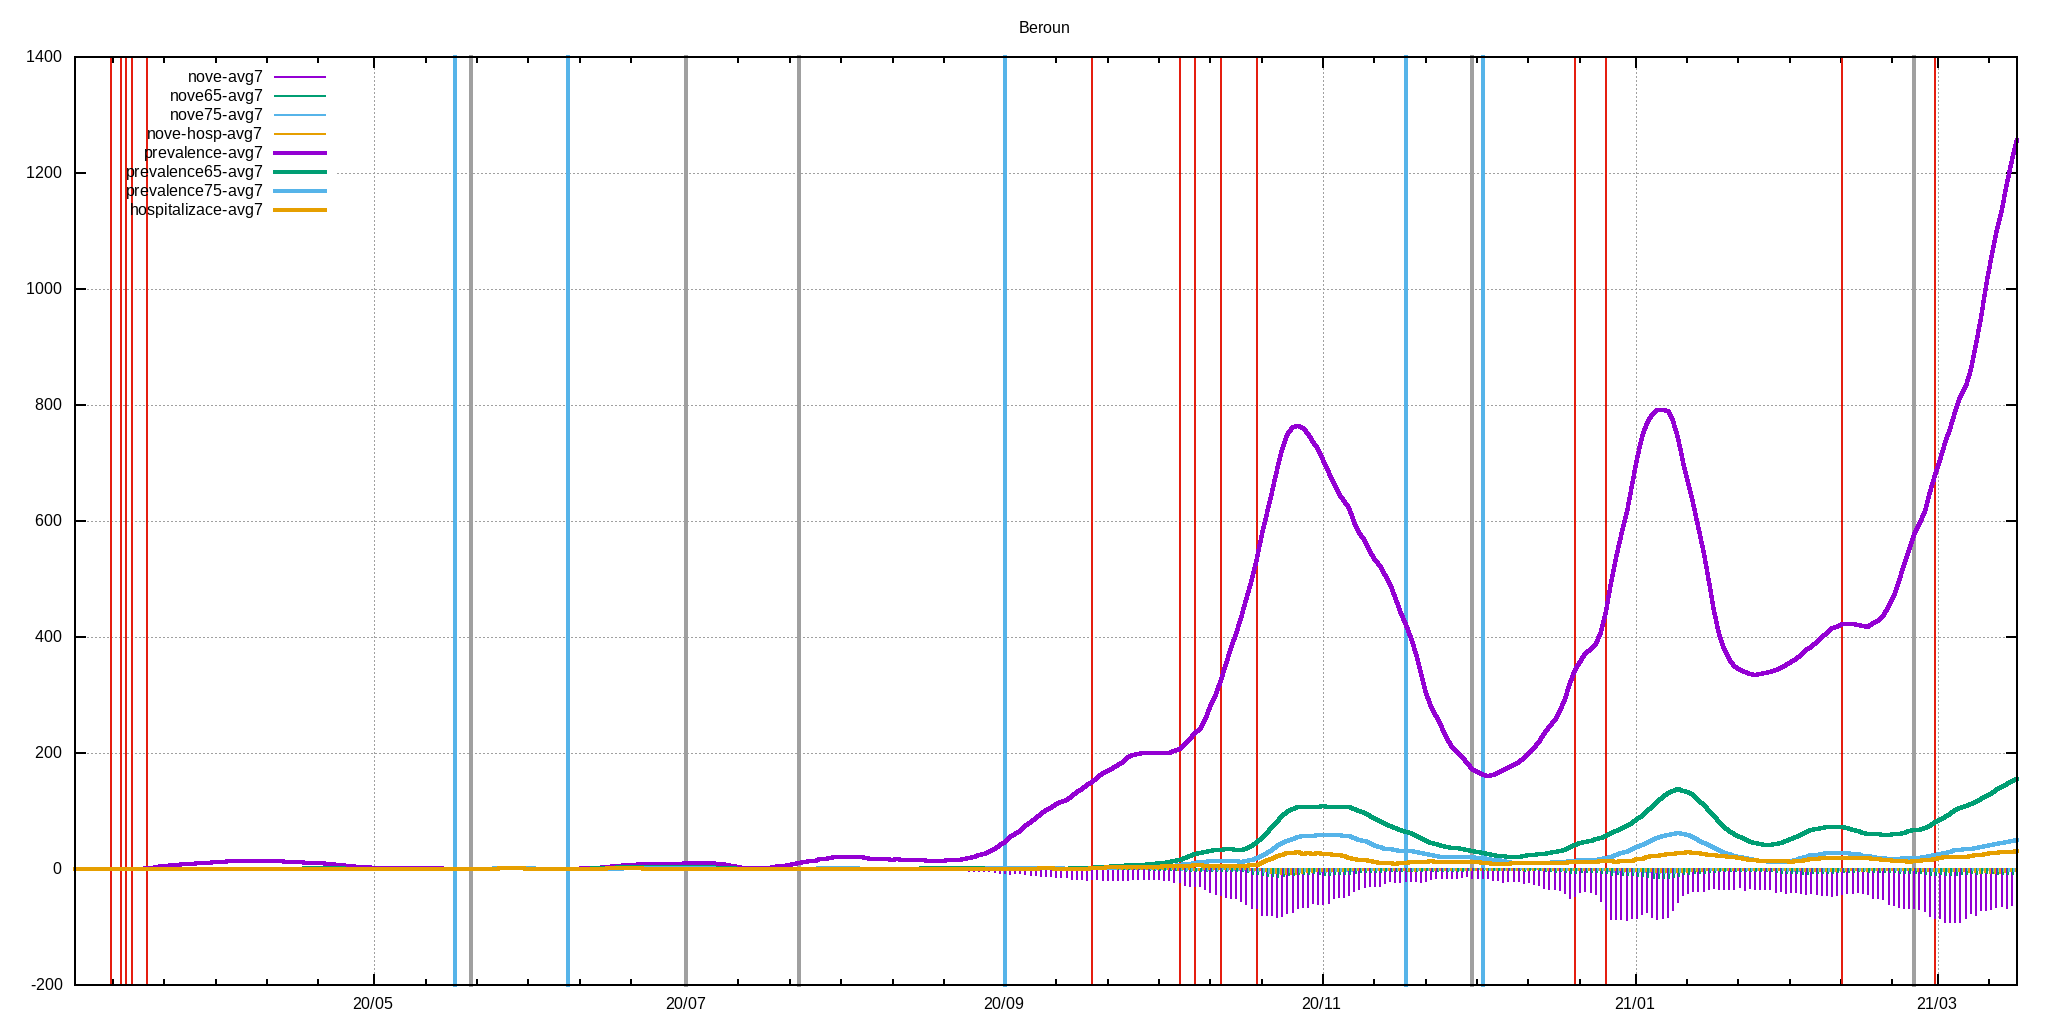 Beroun
1400
1200
1000
800
600
400
200
0
-200
nove-avg7
nove65-avg7
nove75-avg7
nove-hosp-avg7
prevalence-avg7
prevalence65-avg7
prevalence75-avg7
hospitalizace-avg7
20/05 20/07 20/09 20/11 21/01 21/03